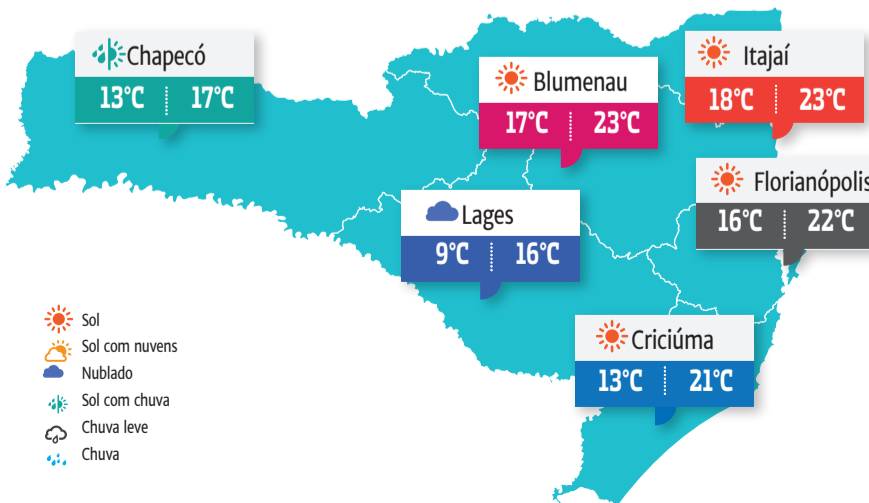 Chapecó
13°C 17°C
Blumenau
17°C 23°C
Itajaí
18°C 23°C
Florianópolis
16°C 22°C
Lages
9°C 16°C
Criciúma
13°C 21°C
Sol
Sol com nuvens
Nublado
Sol com chuva
Chuva leve
Chuva